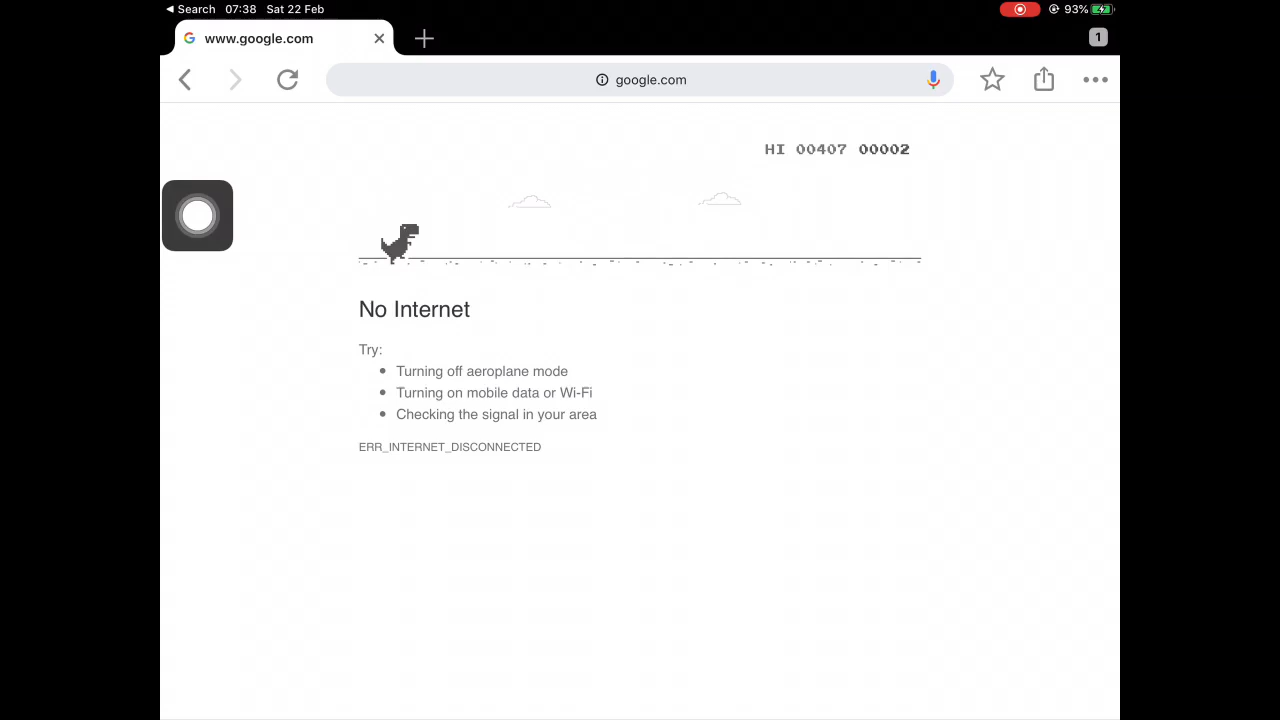 Search 07:38 Sat 22 Feb 93%
www.google.com 1
google.com
HI 00407 00002
No Internet
Try:
Turning off aeroplane mode
Turning on mobile data or Wi-Fi
Checking the signal in your area
ERR_INTERNET_DISCONNECTED